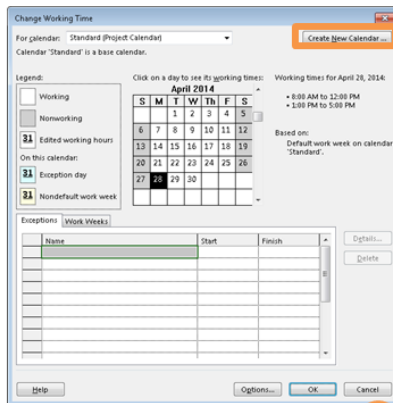 Change Working Time
For calendar: Standard (Project Calendar)
Create New Calendar ...
Calendar 'Standard' is a base calendar.
Legend:
Working
Nonworking
31 Edited working hours
On this calendar:
31 Exception day
31 Nondefault work week
Click on a day to see its working times:
April 2014
S M T W Th F S
1 2 3 4 5
6 7 8 9 10 11 12
13 14 15 16 17 18 19
20 21 22 23 24 25 26
27 28 29 30
Working times for April 28, 2014:
• 8:00 AM to 12:00 PM
• 1:00 PM to 5:00 PM
Based on:
Default work week on calendar
'Standard'.
Exceptions Work Weeks
Name Start Finish
Details...
Delete
Help Options... OK Cancel